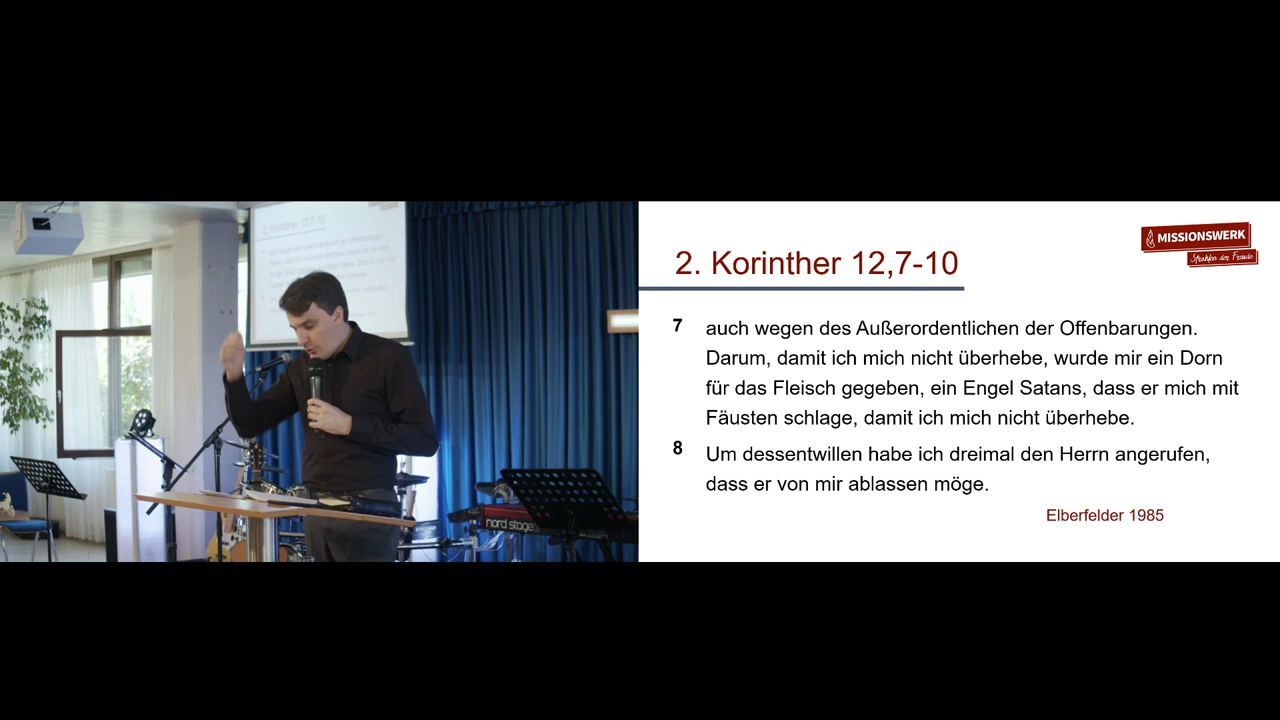 2. Korinther 12,7-10
MISSIONSWERK
Strahlen der Freude
7 auch wegen des Außerordentlichen der Offenbarungen.
Darum, damit ich mich nicht überhebe, wurde mir ein Dorn
für das Fleisch gegeben, ein Engel Satans, dass er mich mit
Fäusten schlage, damit ich mich nicht überhebe.
8 Um dessentwillen habe ich dreimal den Herrn angerufen,
dass er von mir ablassen möge.
Elberfelder 1985
2. Korinther 12,7-10
nord stage